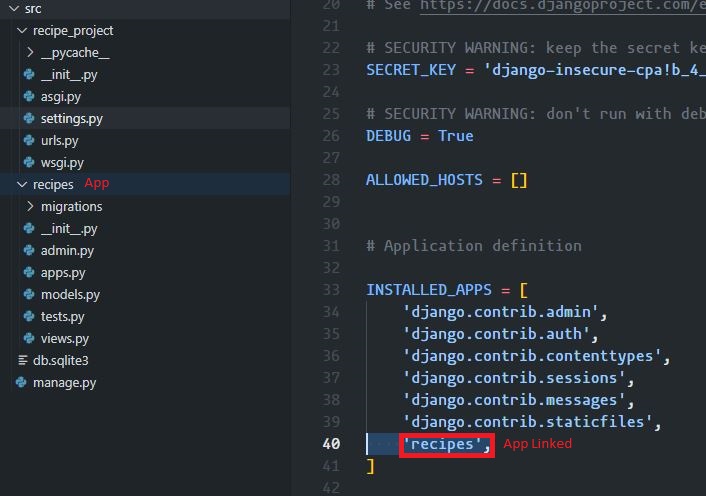 src
recipe_project
__pycache__
__init__.py
asgi.py
settings.py
urls.py
wsgi.py
recipes App
migrations
__init__.py
admin.py
apps.py
models.py
tests.py
views.py
db.sqlite3
manage.py
20 # See https://docs.djangoproject.com/e
21
22 # SECURITY WARNING: keep the secret ke
23 SECRET_KEY = 'django-insecure-cpa!b_4_
24
25 # SECURITY WARNING: don't run with deb
26 DEBUG = True
27
28 ALLOWED_HOSTS = []
29
30
31 # Application definition
32
33 INSTALLED_APPS = [
34 'django.contrib.admin',
35 'django.contrib.auth',
36 'django.contrib.contenttypes',
37 'django.contrib.sessions',
38 'django.contrib.messages',
39 'django.contrib.staticfiles',
40 'recipes', App Linked
41 ]
42